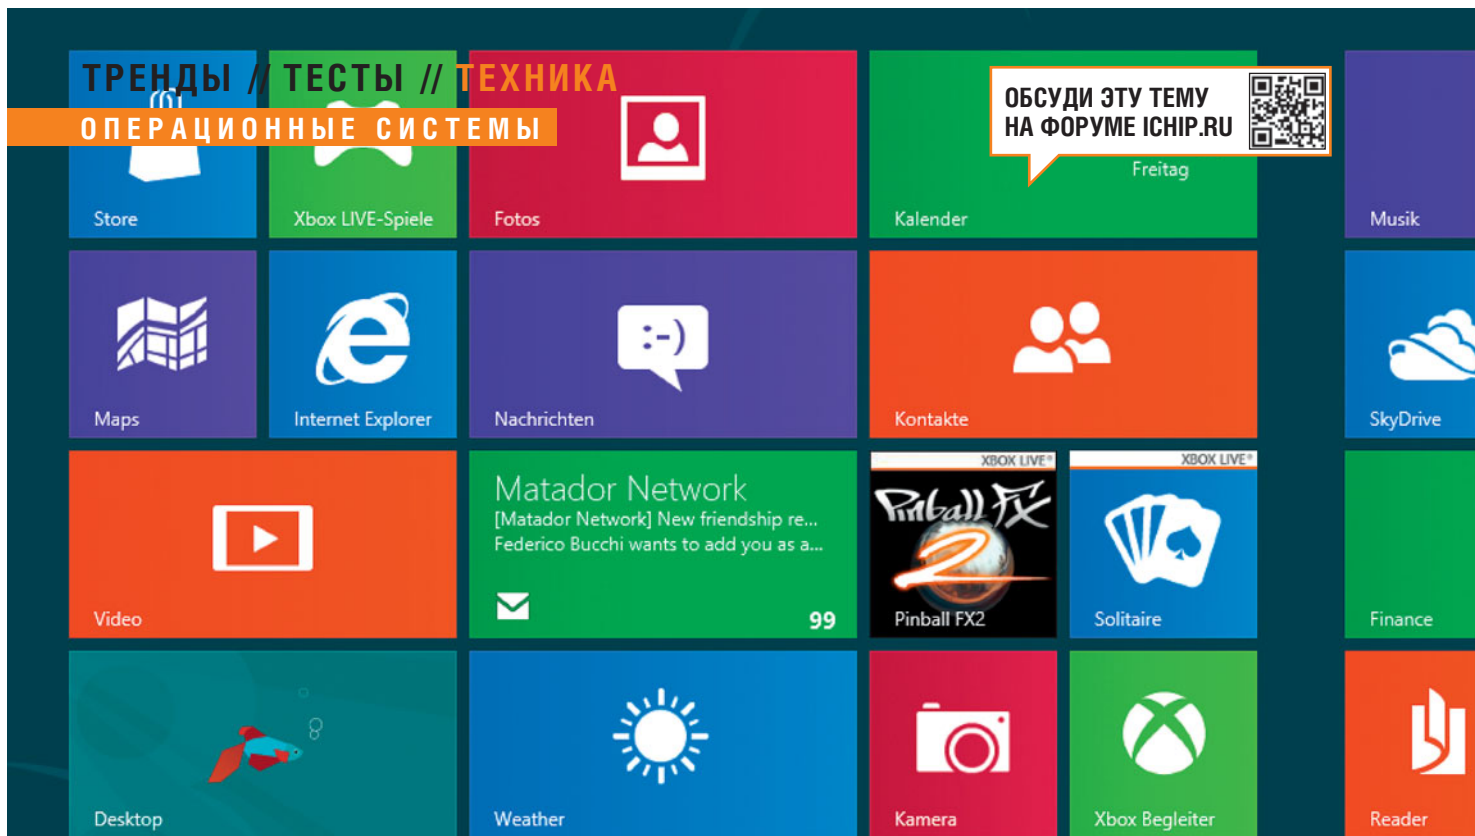 ТРЕНДЫ // ТЕСТЫ // ТЕХНИКА
ОПЕРАЦИОННЫЕ СИСТЕМЫ
ОБСУДИ ЭТУ ТЕМУ
НА ФОРУМЕ ICHIP.RU
Freitag
Store
Xbox LIVE-Spiele
Fotos
Kalender
Musik
Maps
Internet Explorer
Nachrichten
:-)
Kontakte
SkyDrive
Video
Matador Network
[Matador Network] New friendship re...
Federico Bucchi wants to add you as a...
99
XBOX LIVE®
Pinball FX
2
Pinball FX2
XBOX LIVE®
Solitaire
Finance
Desktop
Weather
Kamera
Xbox Begleiter
Reader